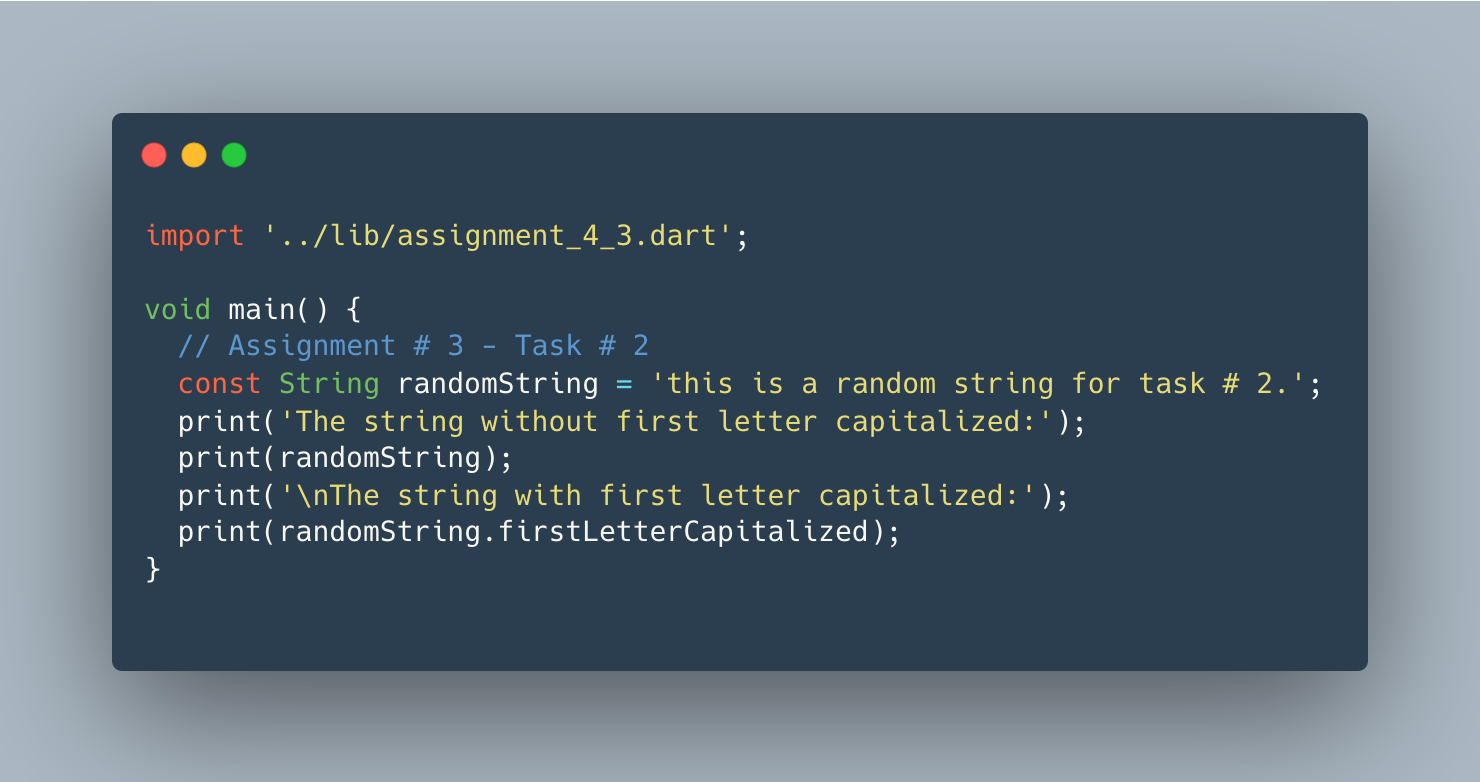 import '../lib/assignment_4_3.dart';

void main() {
  // Assignment # 3 - Task # 2
  const String randomString = 'this is a random string for task # 2.';
  print('The string without first letter capitalized:');
  print(randomString);
  print('\nThe string with first letter capitalized:');
  print(randomString.firstLetterCapitalized);
}